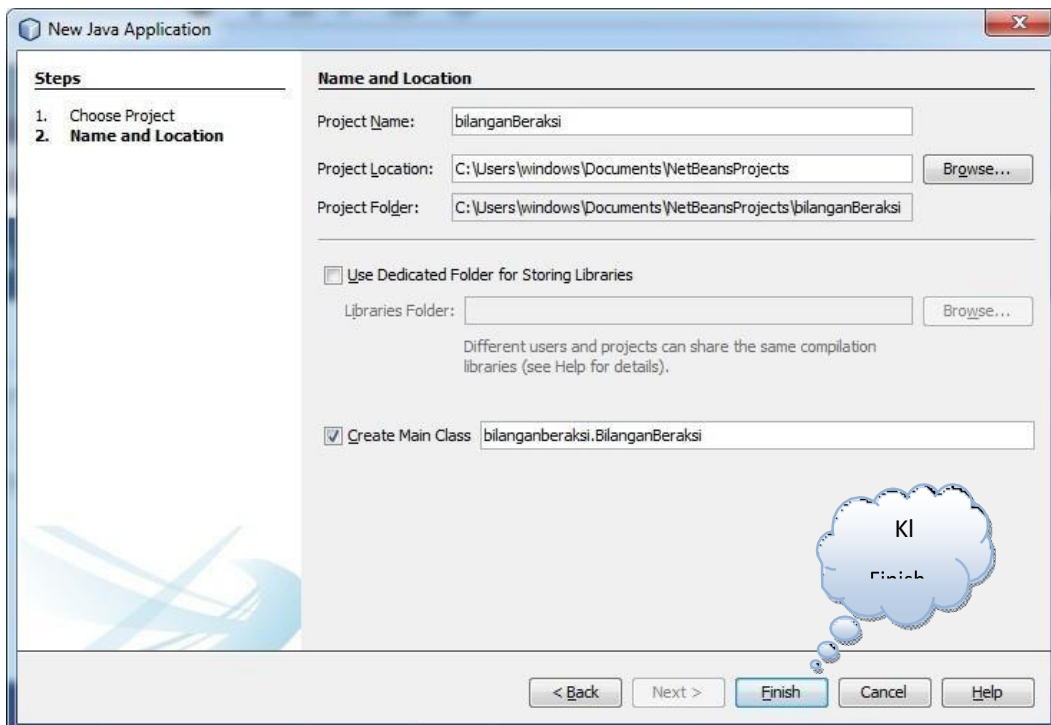 New Java Application
Steps
1. Choose Project
2. Name and Location
Name and Location
Project Name: bilanganBeraksi
Project Location: C:\Users\windows\Documents\NetBeansProjects Browse...
Project Folder: C:\Users\windows\Documents\NetBeansProjects\bilanganBeraksi
Use Dedicated Folder for Storing Libraries
Libraries Folder: Browse...
Different users and projects can share the same compilation
libraries (see Help for details).
Create Main Class bilanganberaksi.BilanganBeraksi
Kl
Finish
< Back Next > Finish Cancel Help